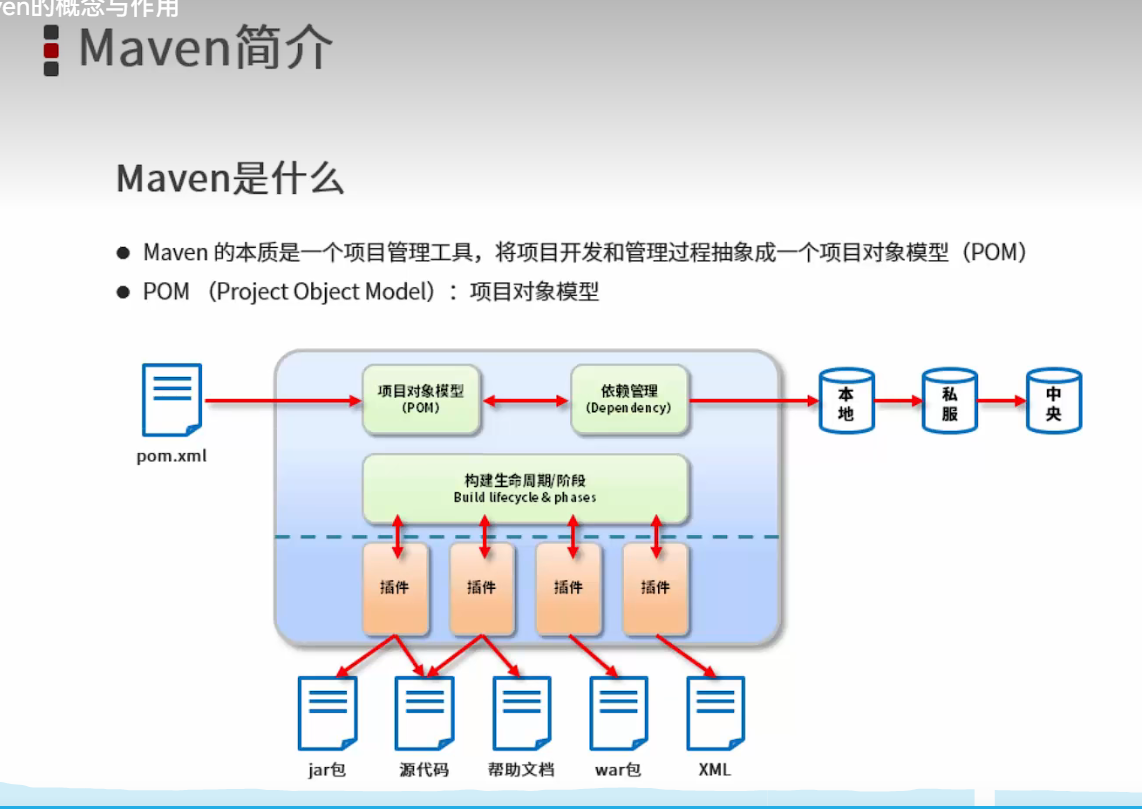 ven的概念与作用
Maven简介
Maven是什么
● Maven 的本质是一个项目管理工具，将项目开发和管理过程抽象成一个项目对象模型（POM）
● POM （Project Object Model）：项目对象模型
项目对象模型
（POM）
依赖管理
（Dependency）
本
地
私
服
中
央
pom.xml
构建生命周期/阶段
Build lifecycle & phases
插件
插件
插件
插件
jar包
源代码
帮助文档
war包
XML